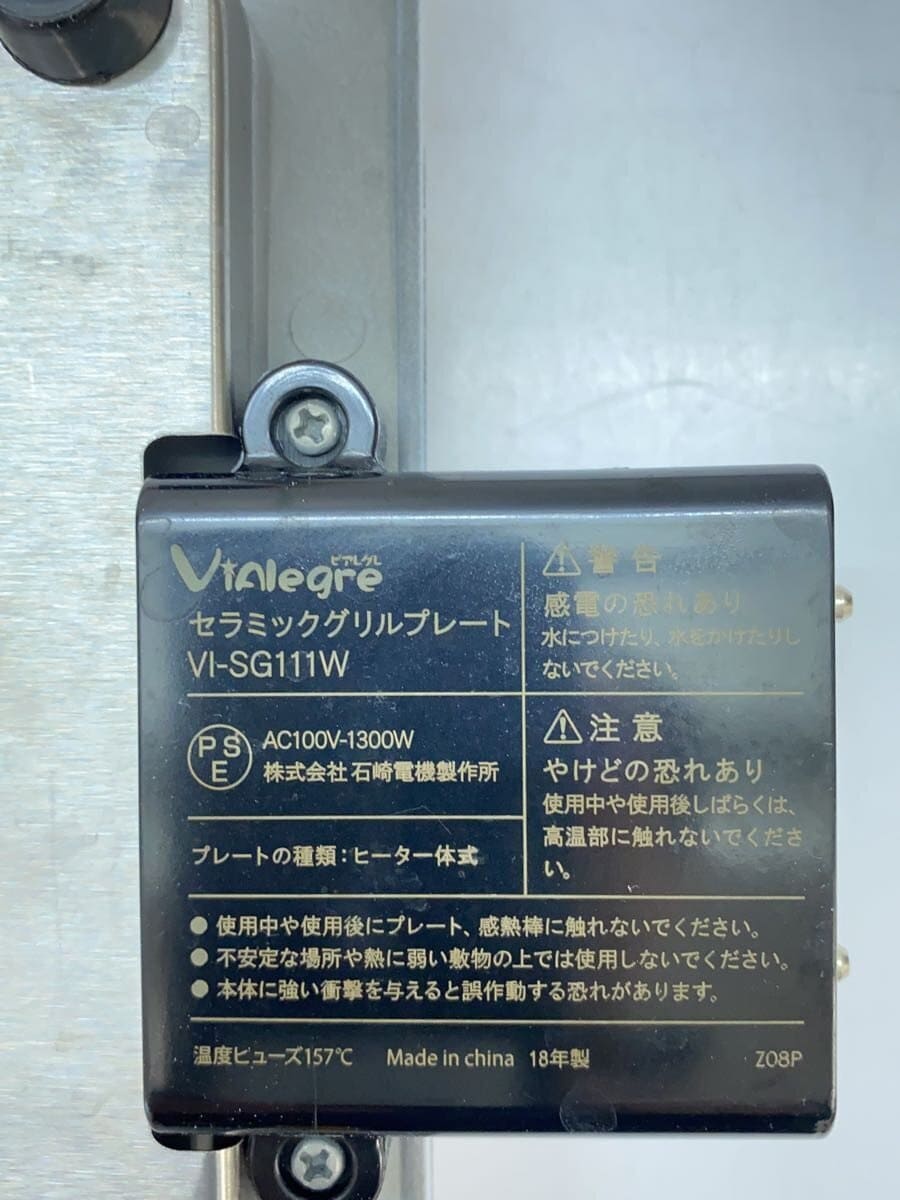 ビアレグレ
ViAlegre
セラミックグリルプレート
VI-SG111W
PSE
AC100V-1300W
株式会社 石崎電機製作所
プレートの種類：ヒーター体式
⚠警告
感電の恐れあり
水につけたり、水をかけたりし
ないでください。
⚠注意
やけどの恐れあり
使用中や使用後しばらくは、
高温部に触れないでくださ
い。
● 使用中や使用後にプレート、感熱棒に触れないでください。
● 不安定な場所や熱に弱い敷物の上では使用しないでください。
● 本体に強い衝撃を与えると誤作動する恐れがあります。
温度ヒューズ157℃ Made in china 18年製 Z08P